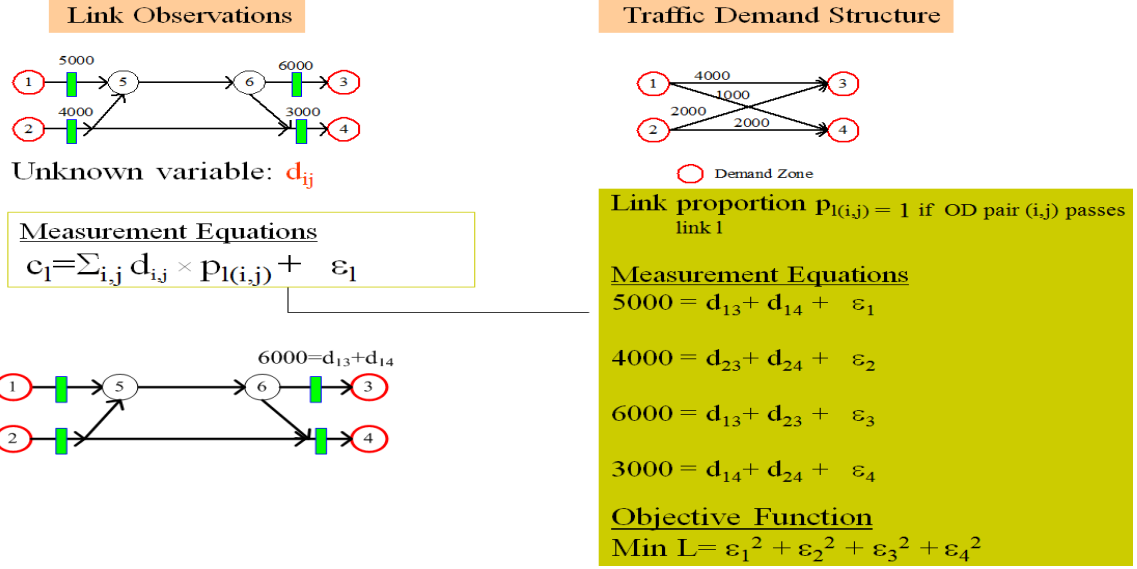 Link Observations
5000
1
5
6
6000
3
2
4000
3000
4
Unknown variable: dᵢⱼ
Measurement Equations
cₗ=Σᵢ,ⱼ dᵢ,ⱼ × pₗ₍ᵢ,ⱼ₎ + εₗ
6000=d₁₃+d₁₄
1
5
6
3
2
4
Traffic Demand Structure
4000
1
3
1000
2000
2
2000
4
Demand Zone
Link proportion pₗ₍ᵢ,ⱼ₎ = 1 if OD pair (i,j) passes
link l
Measurement Equations
5000 = d₁₃+ d₁₄ + ε₁
4000 = d₂₃+ d₂₄ + ε₂
6000 = d₁₃+ d₂₃ + ε₃
3000 = d₁₄+ d₂₄ + ε₄
Objective Function
Min L= ε₁² + ε₂² + ε₃² + ε₄²